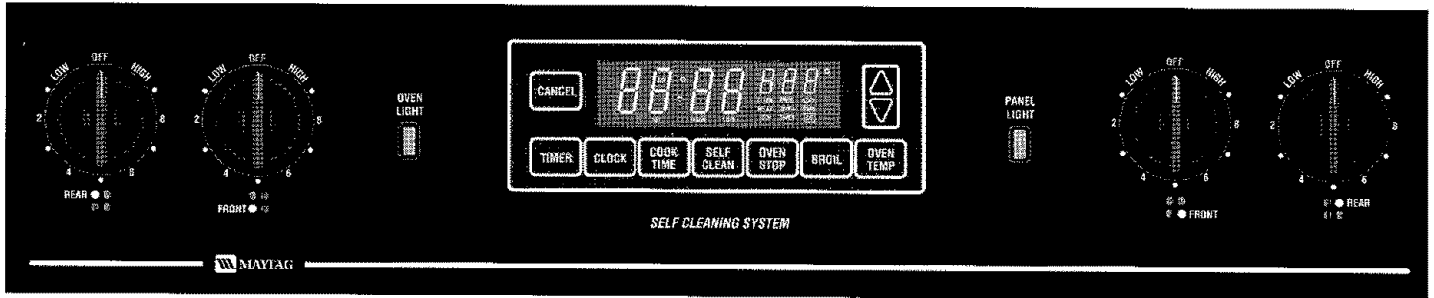 OFF
LOW HIGH
2 8
4 6
REAR
OFF
LOW HIGH
2 8
4 6
FRONT
OVEN
LIGHT
CANCEL
88:88 888°
TIMER
CLOCK
COOK
TIME
SELF
CLEAN
OVEN
STOP
BROIL
OVEN
TEMP
SELF CLEANING SYSTEM
PANEL
LIGHT
OFF
LOW HIGH
2 8
4 6
FRONT
OFF
LOW HIGH
2 8
4 6
REAR
MAYTAG